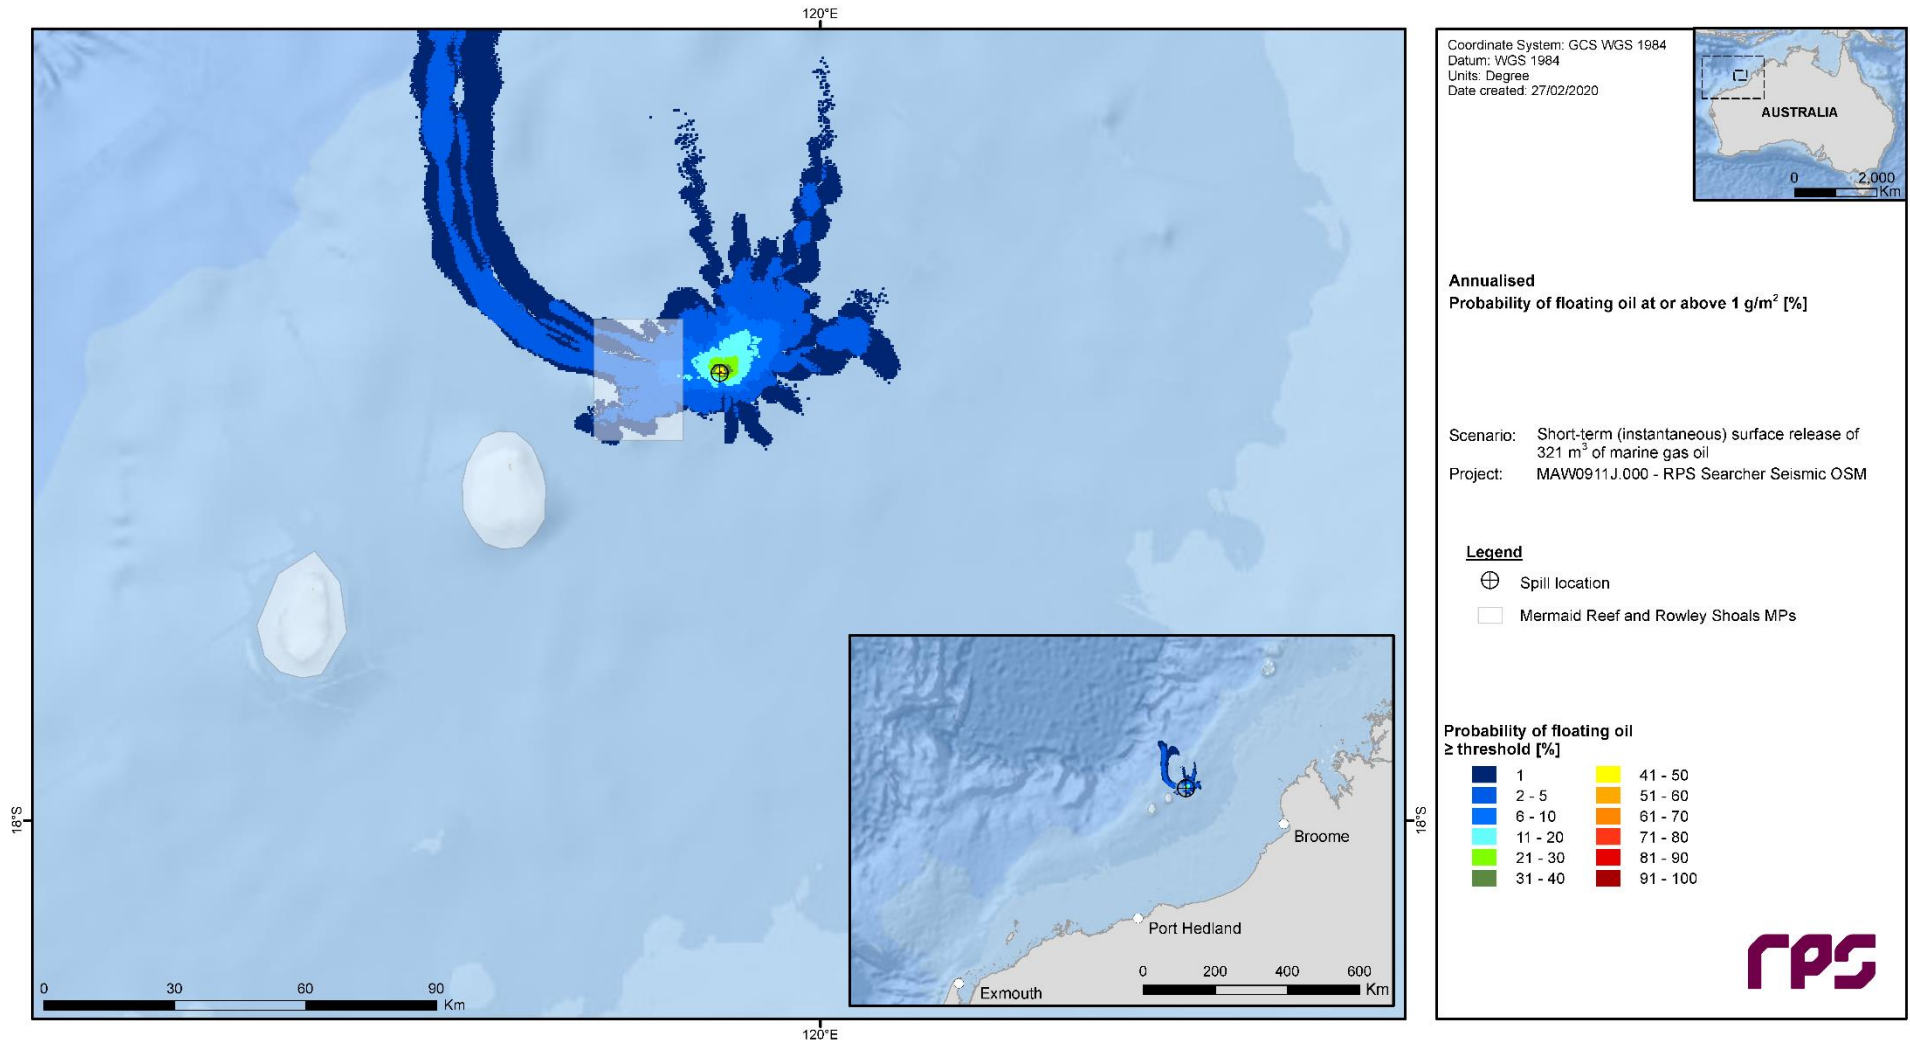 120°E
18°S
18°S
120°E
0 30 60 90
Km
Broome
Port Hedland
Exmouth
0 200 400 600
Km
Coordinate System: GCS WGS 1984
Datum: WGS 1984
Units: Degree
Date created: 27/02/2020
AUSTRALIA
0 2,000
Km
Annualised
Probability of floating oil at or above 1 g/m² [%]
Scenario: Short-term (instantaneous) surface release of
321 m³ of marine gas oil
Project: MAW0911J.000 - RPS Searcher Seismic OSM
Legend
Spill location
Mermaid Reef and Rowley Shoals MPs
Probability of floating oil
≥ threshold [%]
1 41 - 50
2 - 5 51 - 60
6 - 10 61 - 70
11 - 20 71 - 80
21 - 30 81 - 90
31 - 40 91 - 100
rps